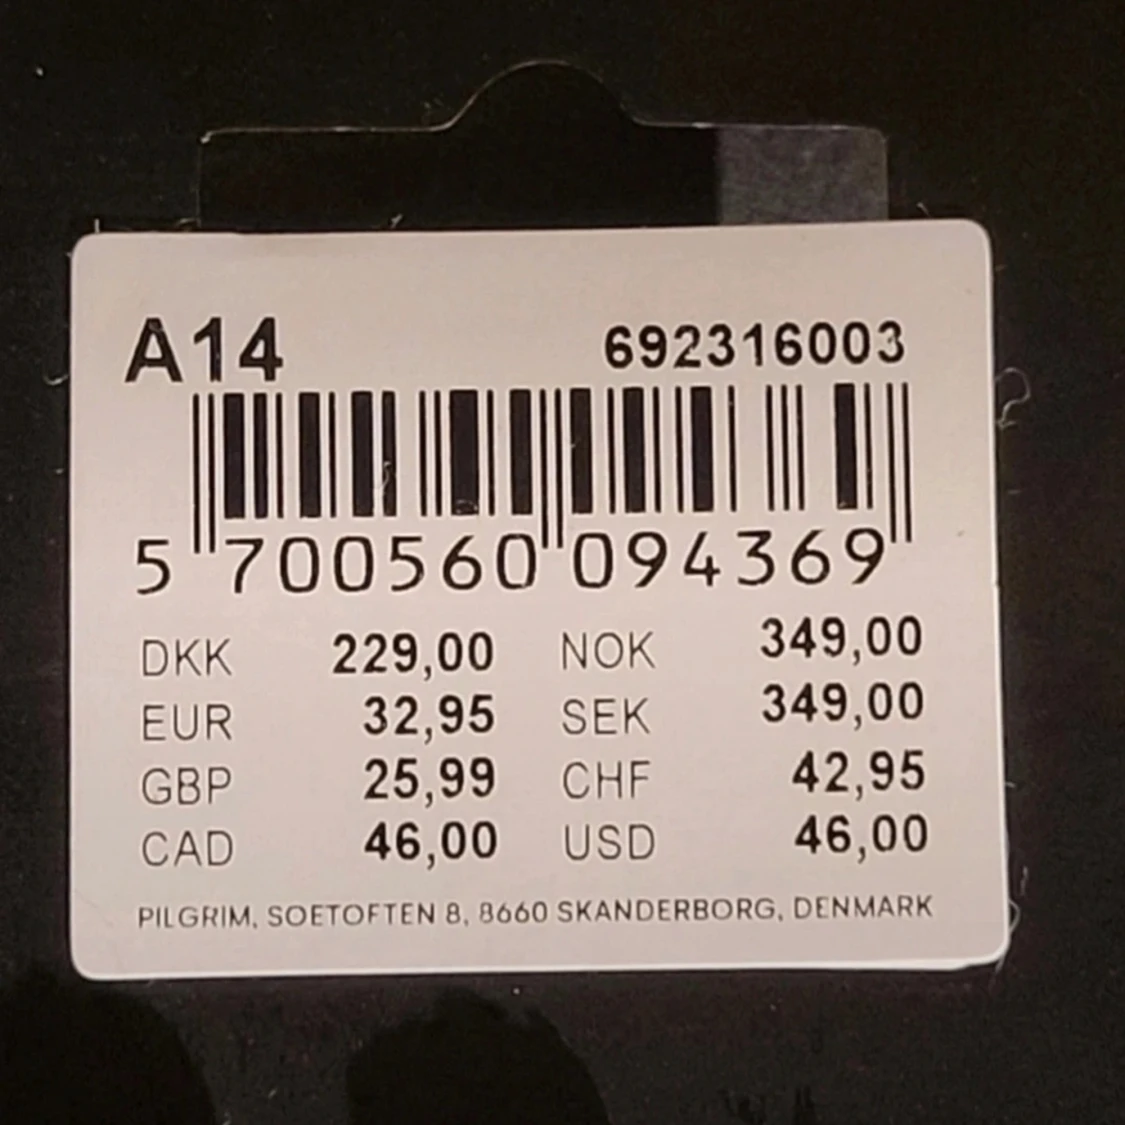 A14 692316003
5 700560 094369
DKK 229,00 NOK 349,00
EUR 32,95 SEK 349,00
GBP 25,99 CHF 42,95
CAD 46,00 USD 46,00
PILGRIM, SOETOFTEN 8, 8660 SKANDERBORG, DENMARK